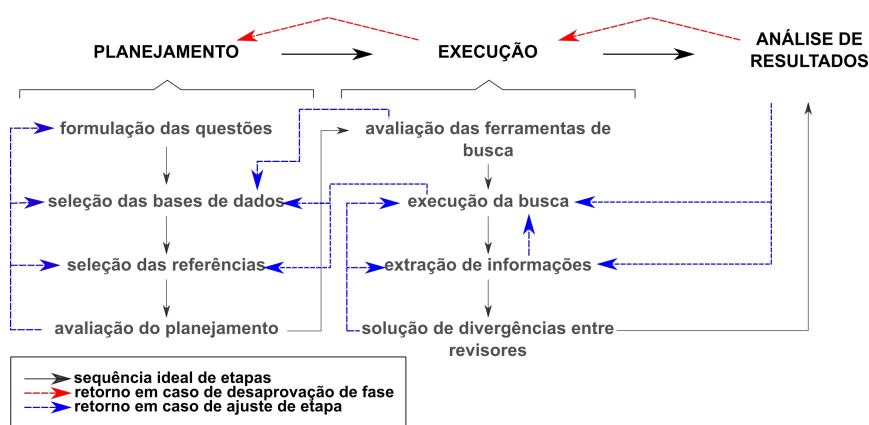 PLANEJAMENTO
EXECUÇÃO
ANÁLISE DE
RESULTADOS
formulação das questões
seleção das bases de dados
seleção das referências
avaliação do planejamento
avaliação das ferramentas de
busca
execução da busca
extração de informações
solução de divergências entre
revisores
sequência ideal de etapas
retorno em caso de desaprovação de fase
retorno em caso de ajuste de etapa